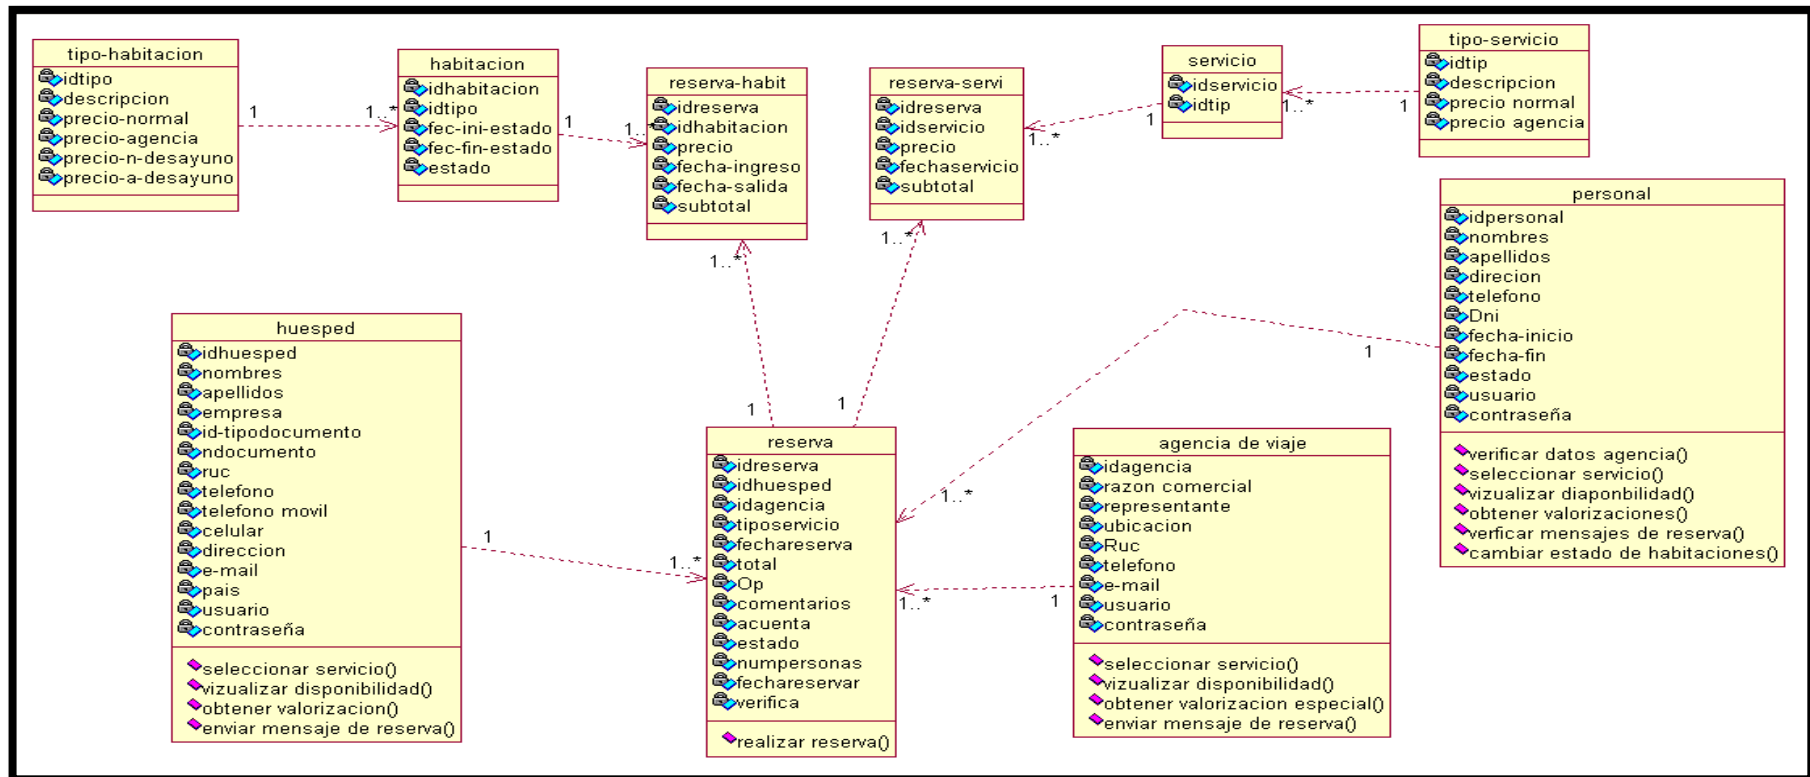 tipo-habitacion
idtipo
descripcion
precio-normal
precio-agencia
precio-n-desayuno
precio-a-desayuno
1
1..*
habitacion
idhabitacion
idtipo
fec-ini-estado
fec-fin-estado
estado
1
1..*
reserva-habit
idreserva
idhabitacion
precio
fecha-ingreso
fecha-salida
subtotal
1..*
reserva-servi
idreserva
idservicio
precio
fechaservicio
subtotal
1..*
1..*
1
servicio
idservicio
idtip
1..*
1
tipo-servicio
idtip
descripcion
precio normal
precio agencia
personal
idpersonal
nombres
apellidos
direcion
telefono
Dni
fecha-inicio
fecha-fin
estado
usuario
contraseña
verificar datos agencia()
seleccionar servicio()
vizualizar diaponbilidad()
obtener valorizaciones()
verficar mensajes de reserva()
cambiar estado de habitaciones()
1
1..*
huesped
idhuesped
nombres
apellidos
empresa
id-tipodocumento
ndocumento
ruc
telefono
telefono movil
celular
direccion
e-mail
pais
usuario
contraseña
seleccionar servicio()
vizualizar disponibilidad()
obtener valorizacion()
enviar mensaje de reserva()
1
1..*
1
1
reserva
idreserva
idhuesped
idagencia
tiposervicio
fechareserva
total
Op
comentarios
acuenta
estado
numpersonas
fechareservar
verifica
realizar reserva()
1..*
1
agencia de viaje
idagencia
razon comercial
representante
ubicacion
Ruc
telefono
e-mail
usuario
contraseña
seleccionar servicio()
vizualizar disponibilidad()
obtener valorizacion especial()
enviar mensaje de reserva()